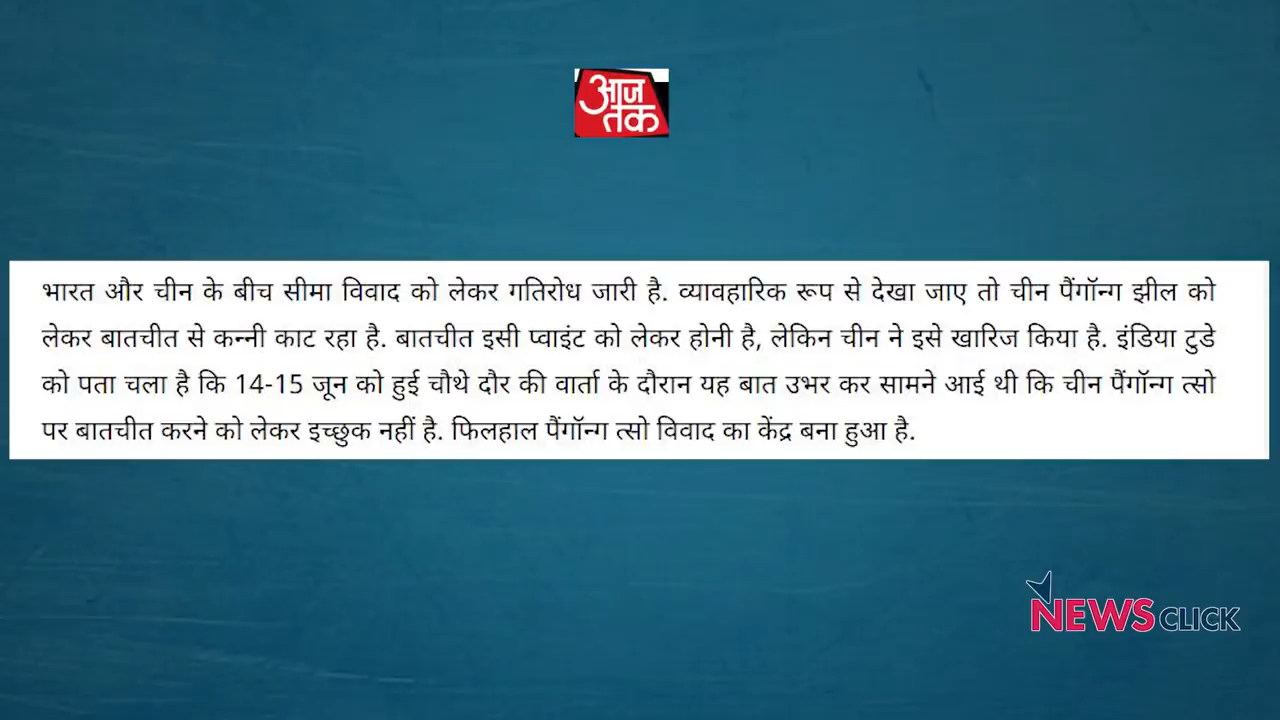 आज
तक
भारत और चीन के बीच सीमा विवाद को लेकर गतिरोध जारी है. व्यावहारिक रूप से देखा जाए तो चीन पैंगॉन्ग झील को
लेकर बातचीत से कन्नी काट रहा है. बातचीत इसी प्वाइंट को लेकर होनी है, लेकिन चीन ने इसे खारिज किया है. इंडिया टुडे
को पता चला है कि 14-15 जून को हुई चौथे दौर की वार्ता के दौरान यह बात उभर कर सामने आई थी कि चीन पैंगॉन्ग त्सो
पर बातचीत करने को लेकर इच्छुक नहीं है. फिलहाल पैंगॉन्ग त्सो विवाद का केंद्र बना हुआ है.
NEWSCLICK